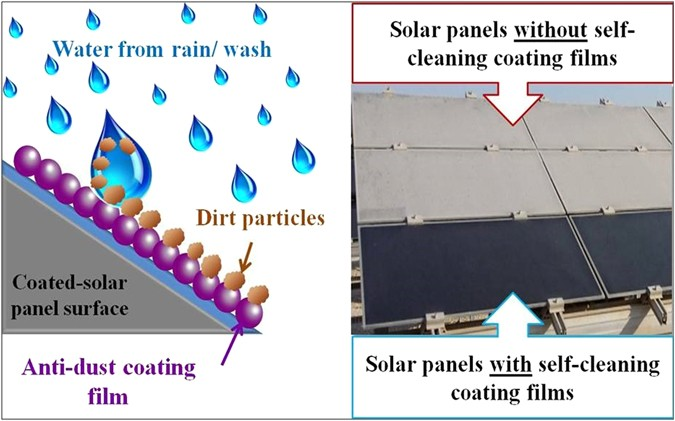 Water from rain/ wash
Dirt particles
Coated-solar
panel surface
Anti-dust coating
film
Solar panels without self-
cleaning coating films
Solar panels with self-cleaning
coating films